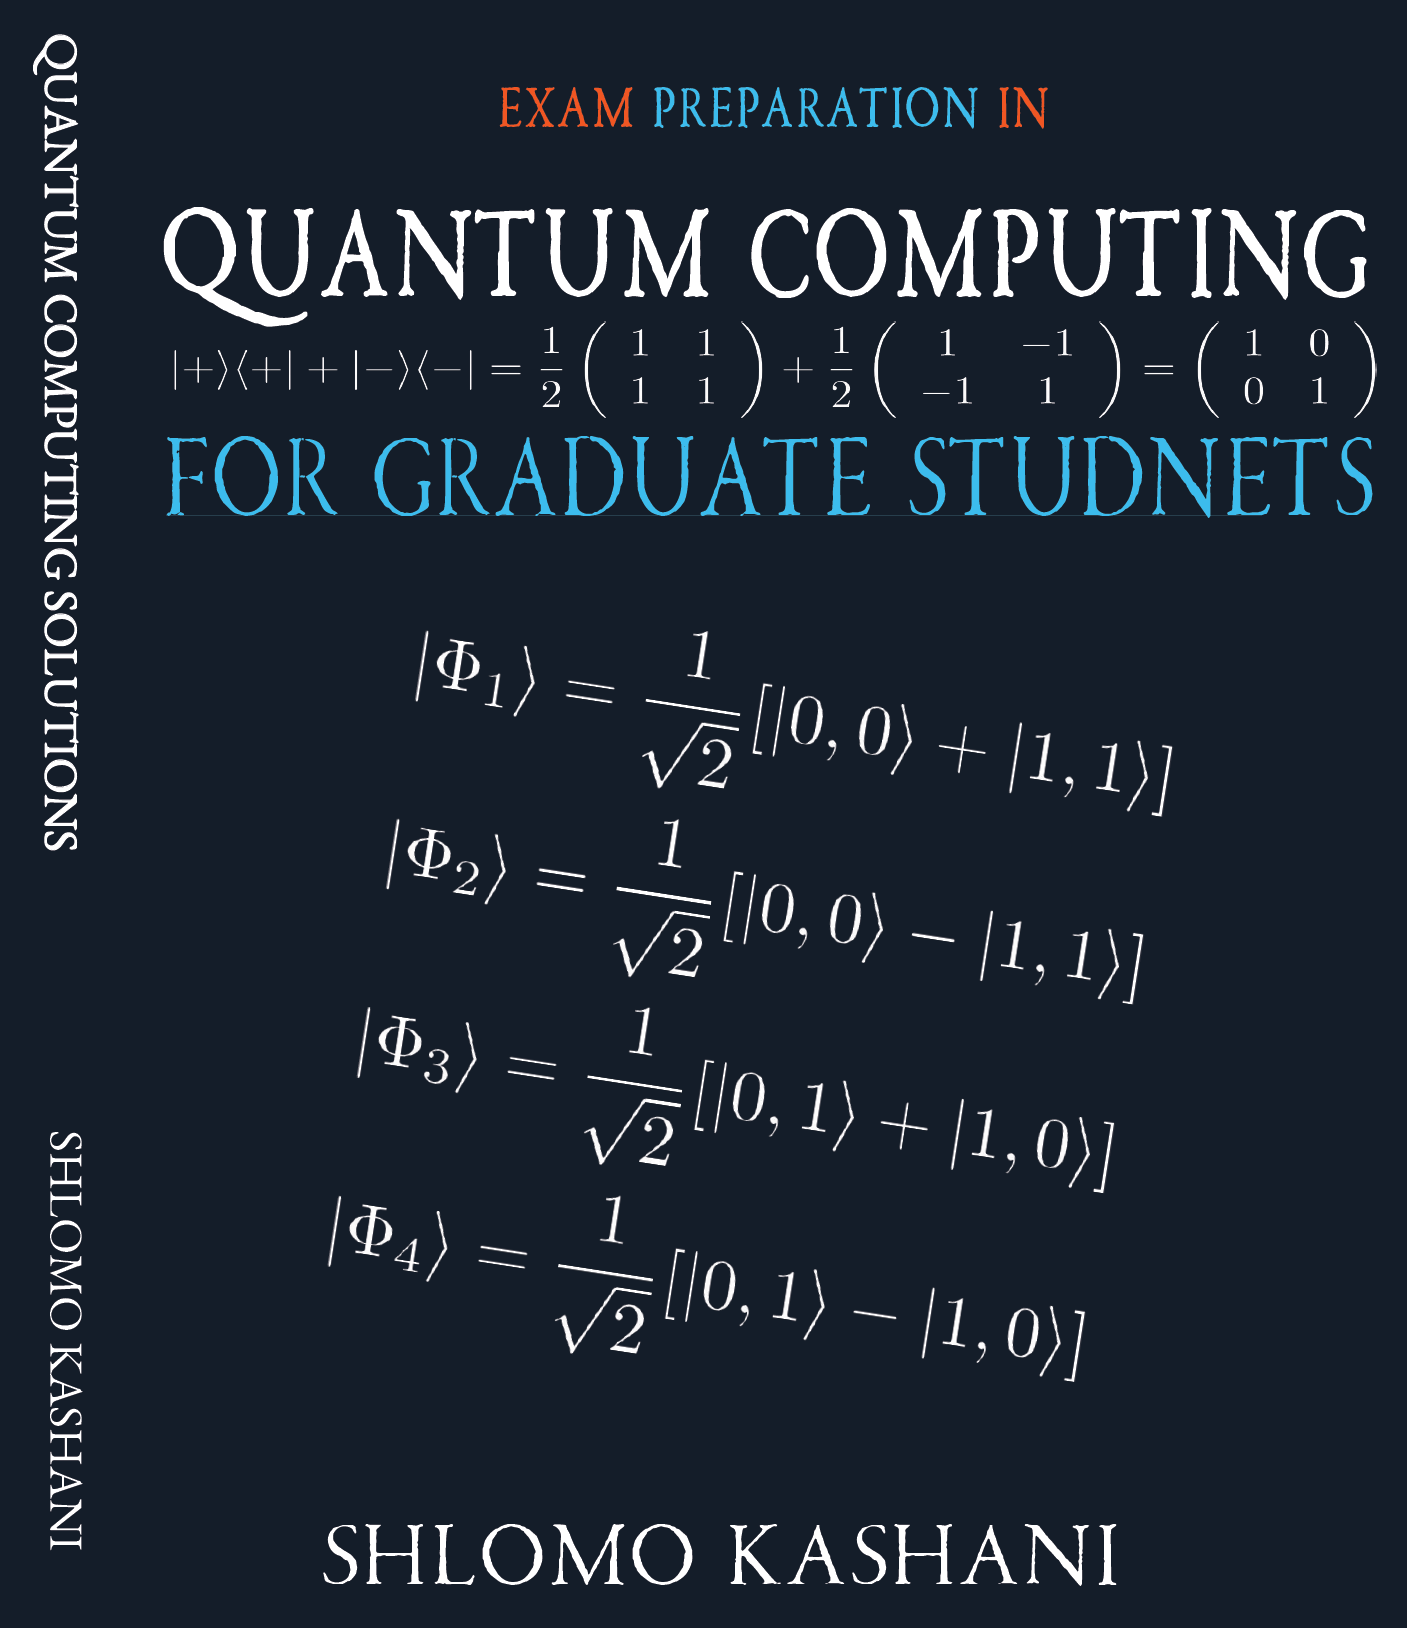 QUANTUM COMPUTING SOLUTIONS
SHLOMO KASHANI
EXAM PREPARATION IN
QUANTUM COMPUTING
|+⟩⟨+| + |−⟩⟨−| = 1/2 ( 1 1 ; 1 1 ) + 1/2 ( 1 −1 ; −1 1 ) = ( 1 0 ; 0 1 )
FOR GRADUATE STUDNETS
|Φ₁⟩ = 1/√2 [|0, 0⟩ + |1, 1⟩]
|Φ₂⟩ = 1/√2 [|0, 0⟩ − |1, 1⟩]
|Φ₃⟩ = 1/√2 [|0, 1⟩ + |1, 0⟩]
|Φ₄⟩ = 1/√2 [|0, 1⟩ − |1, 0⟩]
SHLOMO KASHANI